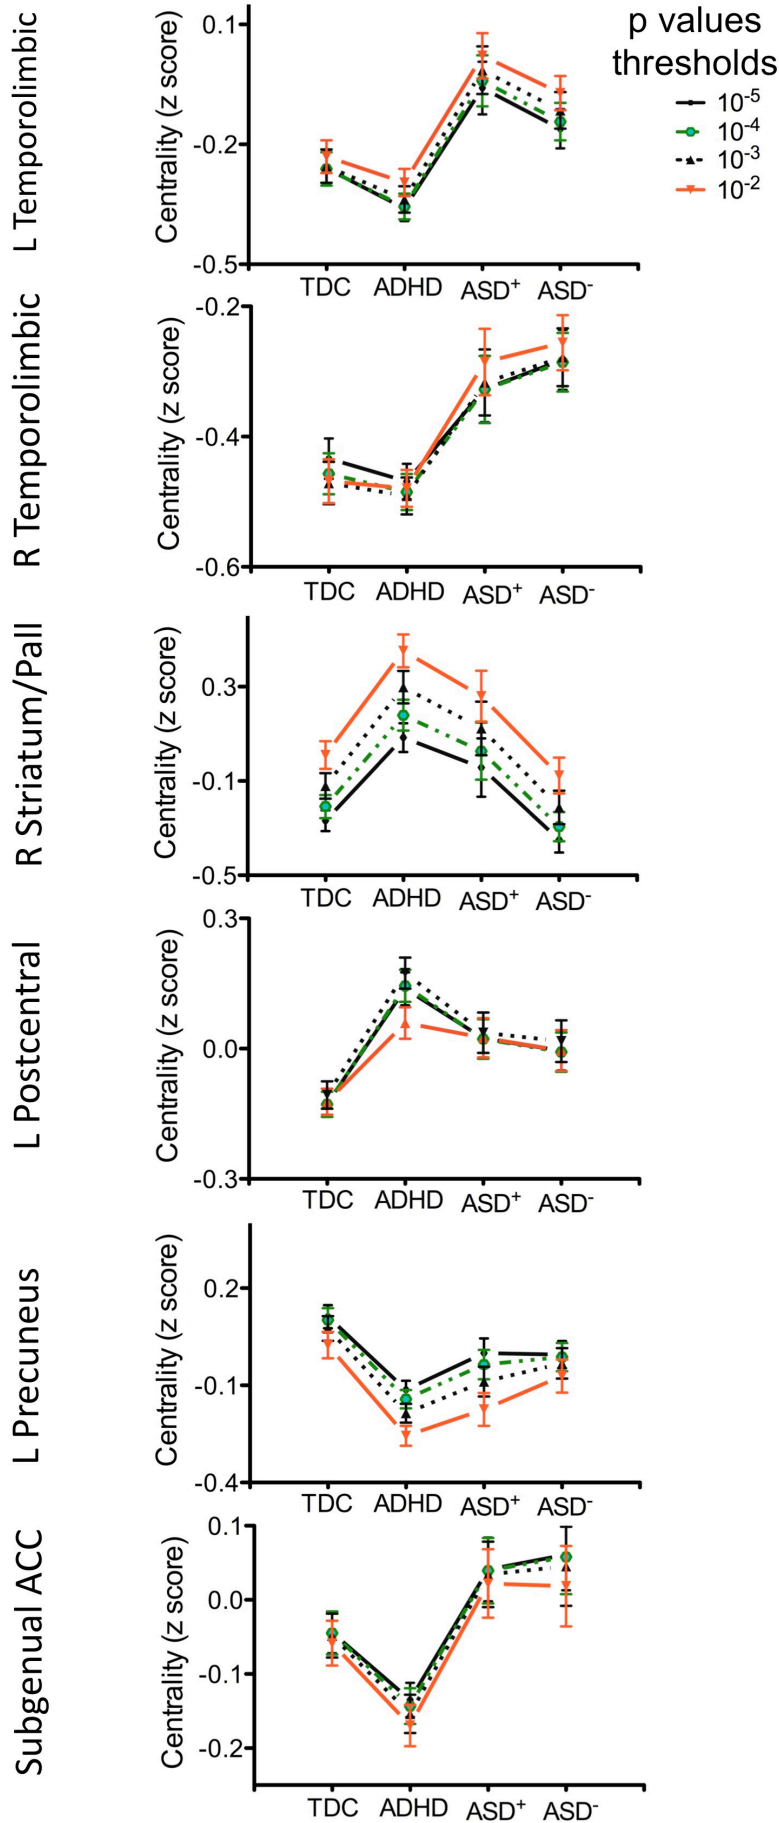 p values
thresholds
10-5
10-4
10-3
10-2
L Temporolimbic
Centrality (z score)
0.1
-0.2
-0.5
TDC ADHD ASD+ ASD-
R Temporolimbic
Centrality (z score)
-0.2
-0.4
-0.6
TDC ADHD ASD+ ASD-
R Striatum/Pall
Centrality (z score)
0.3
-0.1
-0.5
TDC ADHD ASD+ ASD-
L Postcentral
Centrality (z score)
0.3
0.0
-0.3
TDC ADHD ASD+ ASD-
L Precuneus
Centrality (z score)
0.2
-0.1
-0.4
TDC ADHD ASD+ ASD-
Subgenual ACC
Centrality (z score)
0.1
0.0
-0.1
-0.2
TDC ADHD ASD+ ASD-